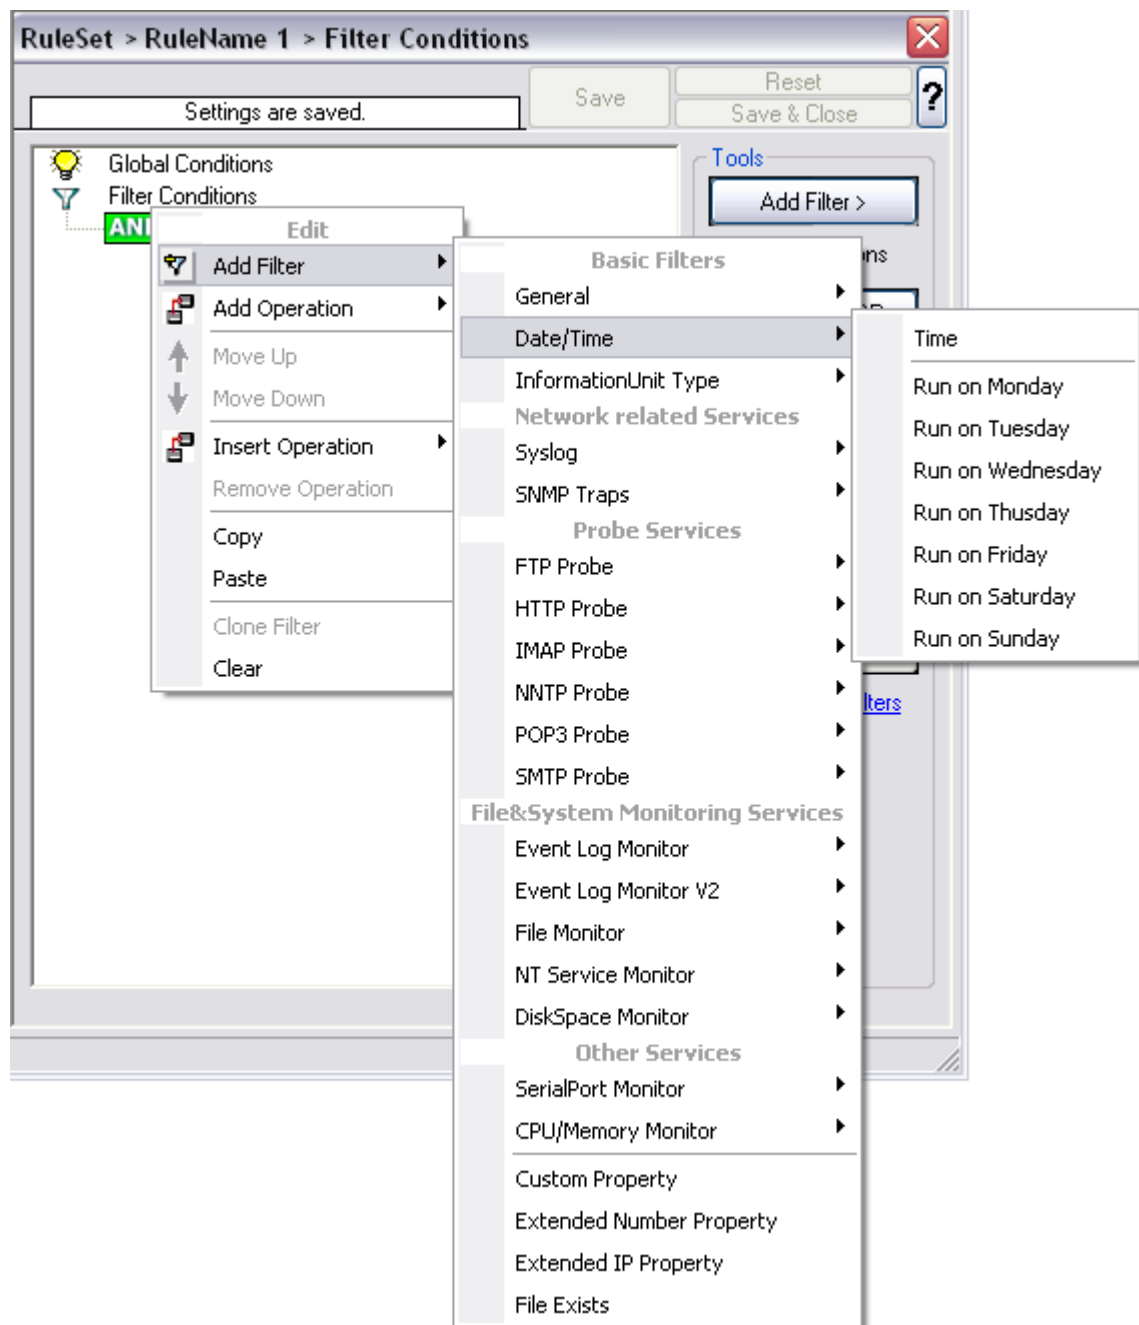 RuleSet > RuleName 1 > Filter Conditions
Settings are saved.
Save
Reset
Save & Close
?
Global Conditions
Filter Conditions
Tools
Add Filter >
Edit
Add Filter
Add Operation
Move Up
Move Down
Insert Operation
Remove Operation
Copy
Paste
Clone Filter
Clear
Basic Filters
General
Date/Time
InformationUnit Type
Network related Services
Syslog
SNMP Traps
Probe Services
FTP Probe
HTTP Probe
IMAP Probe
NNTP Probe
POP3 Probe
SMTP Probe
File&System Monitoring Services
Event Log Monitor
Event Log Monitor V2
File Monitor
NT Service Monitor
DiskSpace Monitor
Other Services
SerialPort Monitor
CPU/Memory Monitor
Custom Property
Extended Number Property
Extended IP Property
File Exists
Time
Run on Monday
Run on Tuesday
Run on Wednesday
Run on Thusday
Run on Friday
Run on Saturday
Run on Sunday